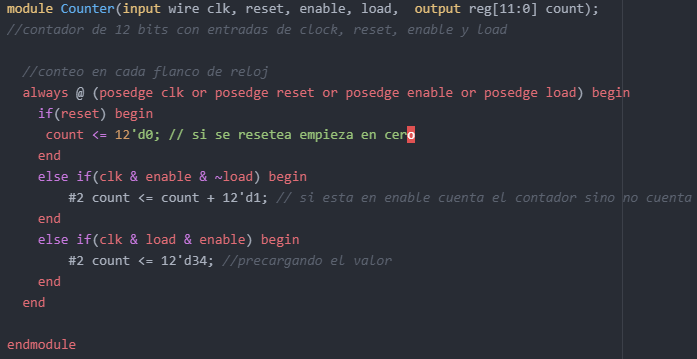 module Counter(input wire clk, reset, enable, load,  output reg[11:0] count);
//contador de 12 bits con entradas de clock, reset, enable y load

  //conteo en cada flanco de reloj
  always @ (posedge clk or posedge reset or posedge enable or posedge load) begin
    if(reset) begin
     count <= 12'd0; // si se resetea empieza en cero
    end
    else if(clk & enable & ~load) begin
        #2 count <= count + 12'd1; // si esta en enable cuenta el contador sino no cuenta
    end
    else if(clk & load & enable) begin
        #2 count <= 12'd34; //precargando el valor
    end
  end

endmodule